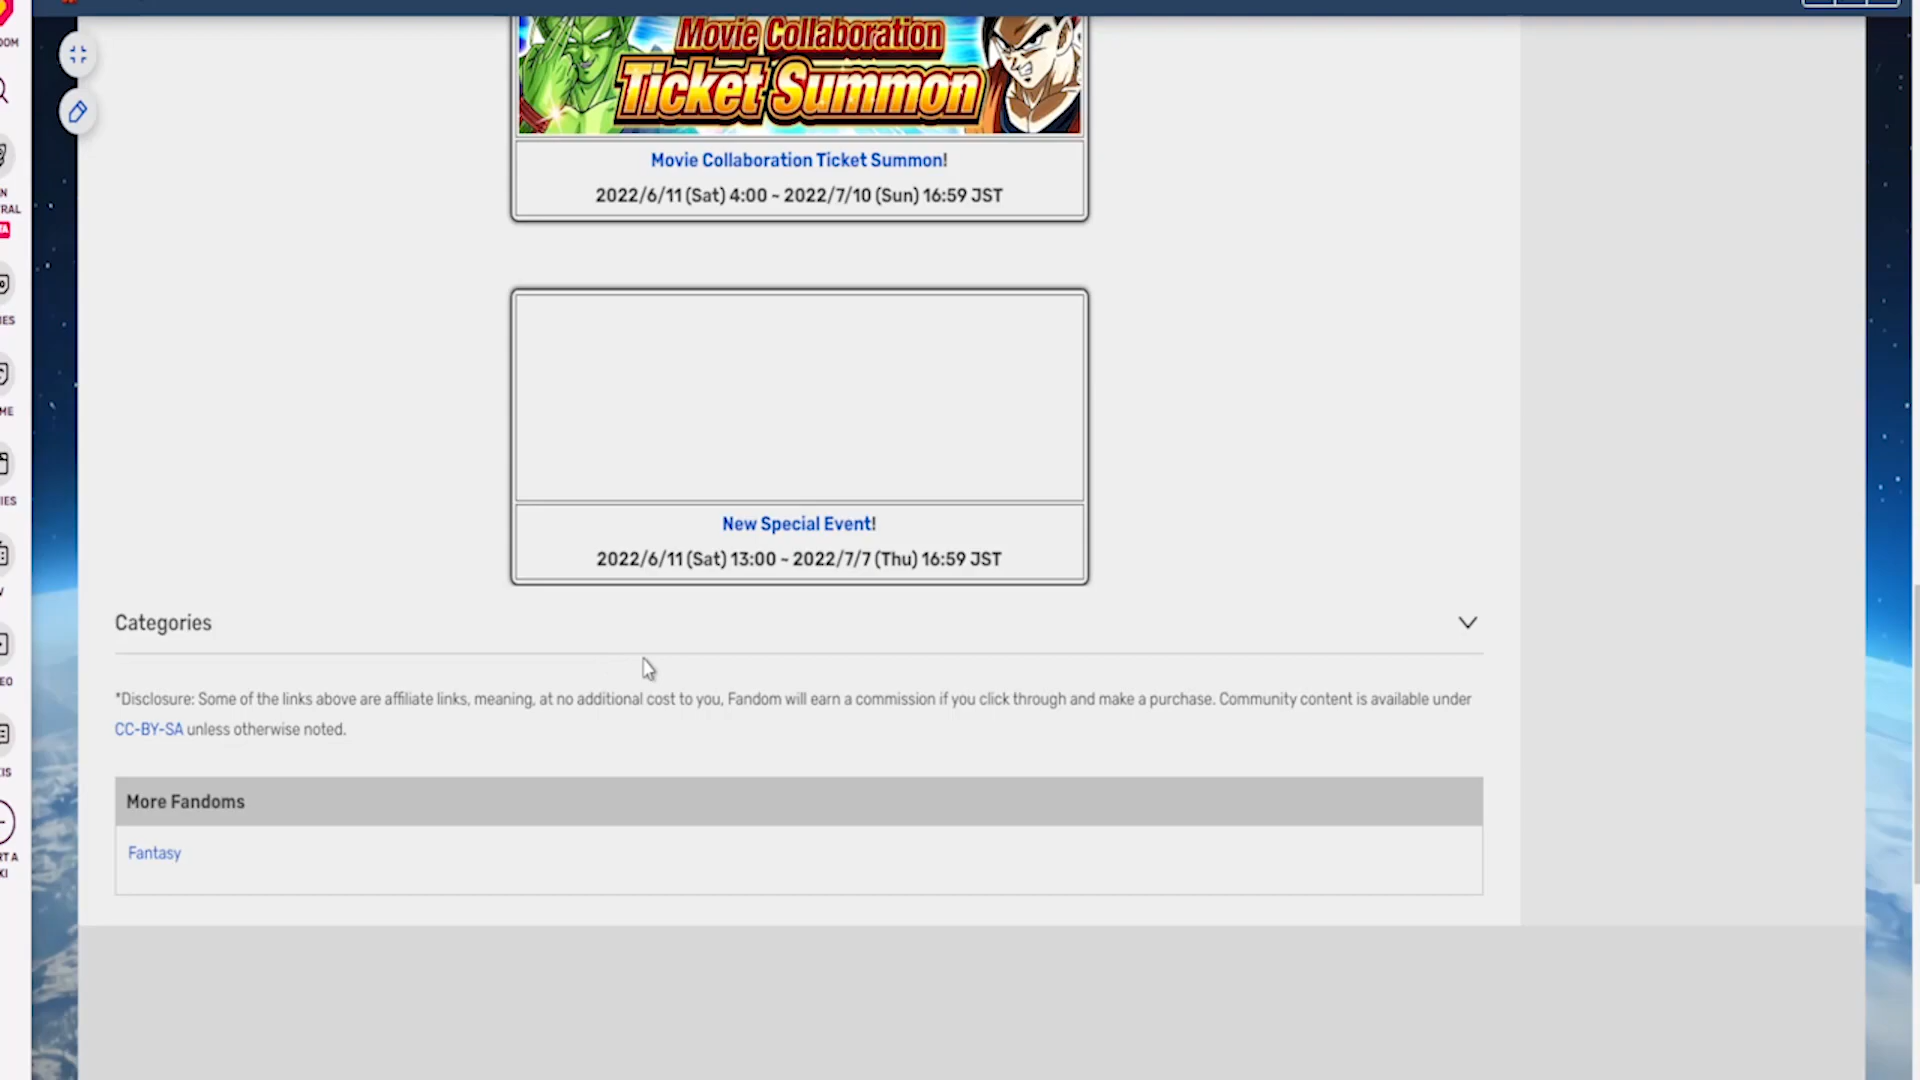 Movie Collaboration
Ticket Summon
Movie Collaboration Ticket Summon!
2022/6/11 (Sat) 4:00 ~ 2022/7/10 (Sun) 16:59 JST
New Special Event!
2022/6/11 (Sat) 13:00 ~ 2022/7/7 (Thu) 16:59 JST
Categories
*Disclosure: Some of the links above are affiliate links, meaning, at no additional cost to you, Fandom will earn a commission if you click through and make a purchase. Community content is available under
CC-BY-SA unless otherwise noted.
More Fandoms
Fantasy